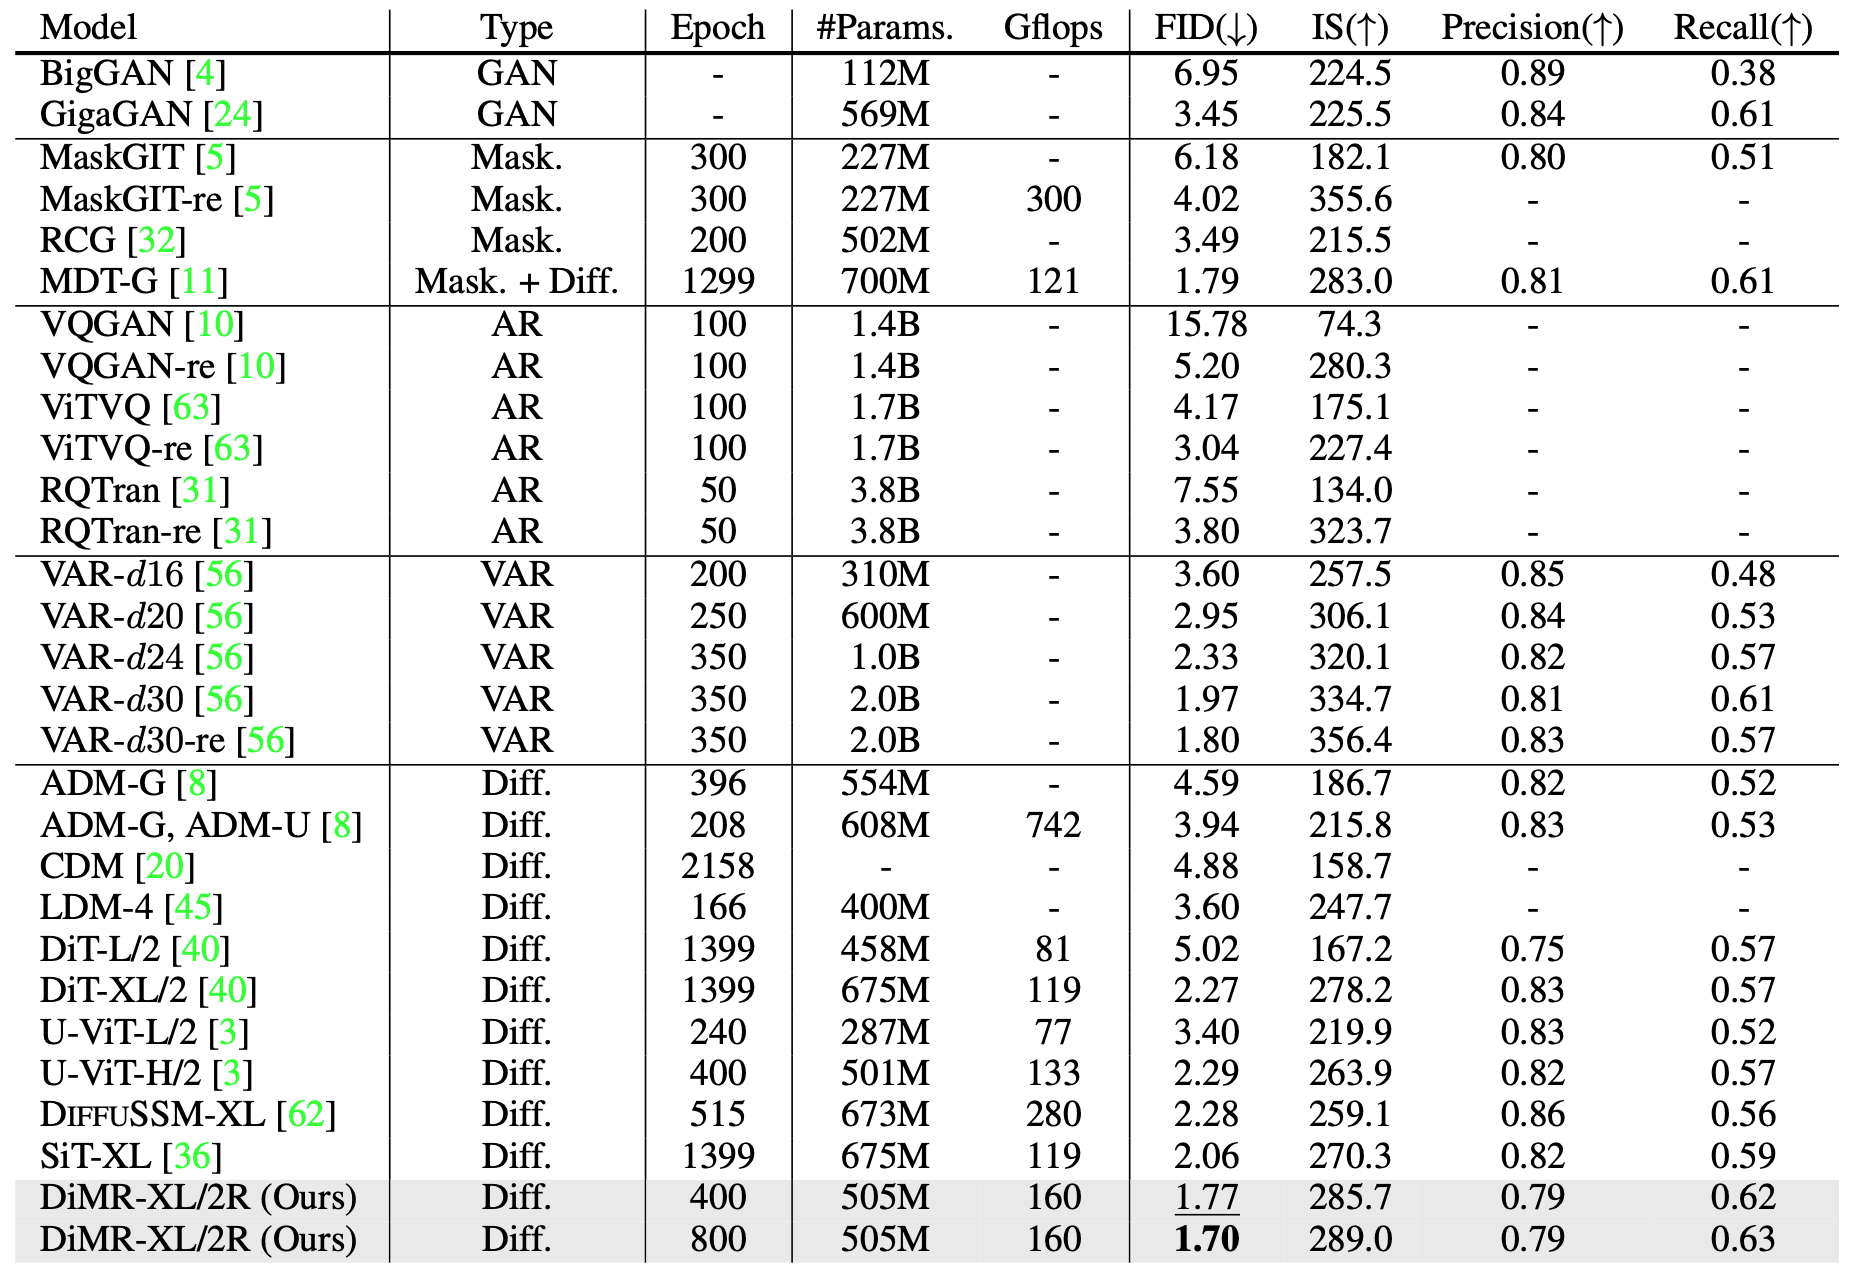 Model Type Epoch #Params. Gflops FID(↓) IS(↑) Precision(↑) Recall(↑)
BigGAN [4] GAN - 112M - 6.95 224.5 0.89 0.38
GigaGAN [24] GAN - 569M - 3.45 225.5 0.84 0.61
MaskGIT [5] Mask. 300 227M - 6.18 182.1 0.80 0.51
MaskGIT-re [5] Mask. 300 227M 300 4.02 355.6 - -
RCG [32] Mask. 200 502M - 3.49 215.5 - -
MDT-G [11] Mask. + Diff. 1299 700M 121 1.79 283.0 0.81 0.61
VQGAN [10] AR 100 1.4B - 15.78 74.3 - -
VQGAN-re [10] AR 100 1.4B - 5.20 280.3 - -
ViTVQ [63] AR 100 1.7B - 4.17 175.1 - -
ViTVQ-re [63] AR 100 1.7B - 3.04 227.4 - -
RQTran [31] AR 50 3.8B - 7.55 134.0 - -
RQTran-re [31] AR 50 3.8B - 3.80 323.7 - -
VAR-d16 [56] VAR 200 310M - 3.60 257.5 0.85 0.48
VAR-d20 [56] VAR 250 600M - 2.95 306.1 0.84 0.53
VAR-d24 [56] VAR 350 1.0B - 2.33 320.1 0.82 0.57
VAR-d30 [56] VAR 350 2.0B - 1.97 334.7 0.81 0.61
VAR-d30-re [56] VAR 350 2.0B - 1.80 356.4 0.83 0.57
ADM-G [8] Diff. 396 554M - 4.59 186.7 0.82 0.52
ADM-G, ADM-U [8] Diff. 208 608M 742 3.94 215.8 0.83 0.53
CDM [20] Diff. 2158 - - 4.88 158.7 - -
LDM-4 [45] Diff. 166 400M - 3.60 247.7 - -
DiT-L/2 [40] Diff. 1399 458M 81 5.02 167.2 0.75 0.57
DiT-XL/2 [40] Diff. 1399 675M 119 2.27 278.2 0.83 0.57
U-ViT-L/2 [3] Diff. 240 287M 77 3.40 219.9 0.83 0.52
U-ViT-H/2 [3] Diff. 400 501M 133 2.29 263.9 0.82 0.57
DIFFUSSM-XL [62] Diff. 515 673M 280 2.28 259.1 0.86 0.56
SiT-XL [36] Diff. 1399 675M 119 2.06 270.3 0.82 0.59
DiMR-XL/2R (Ours) Diff. 400 505M 160 1.77 285.7 0.79 0.62
DiMR-XL/2R (Ours) Diff. 800 505M 160 1.70 289.0 0.79 0.63